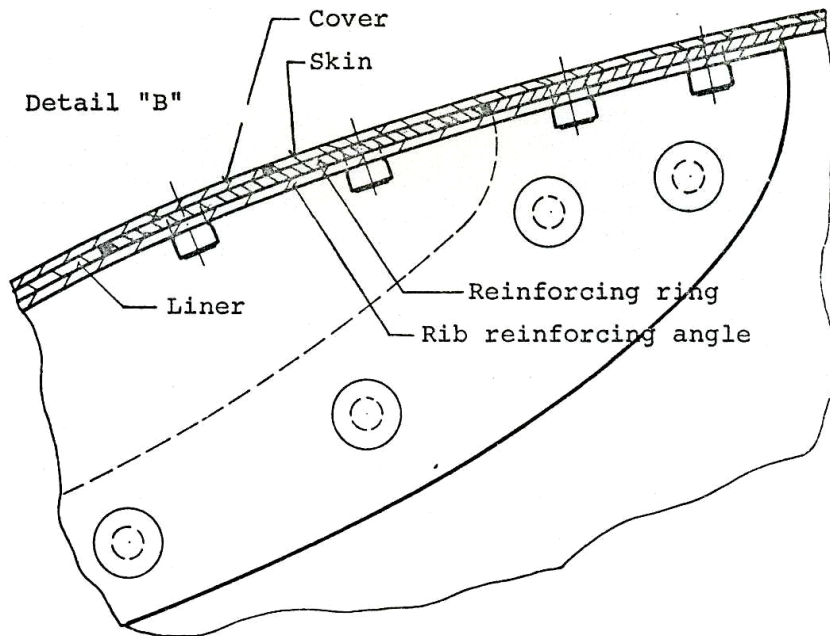 Cover
Skin
Detail "B"
Liner
Reinforcing ring
Rib reinforcing angle